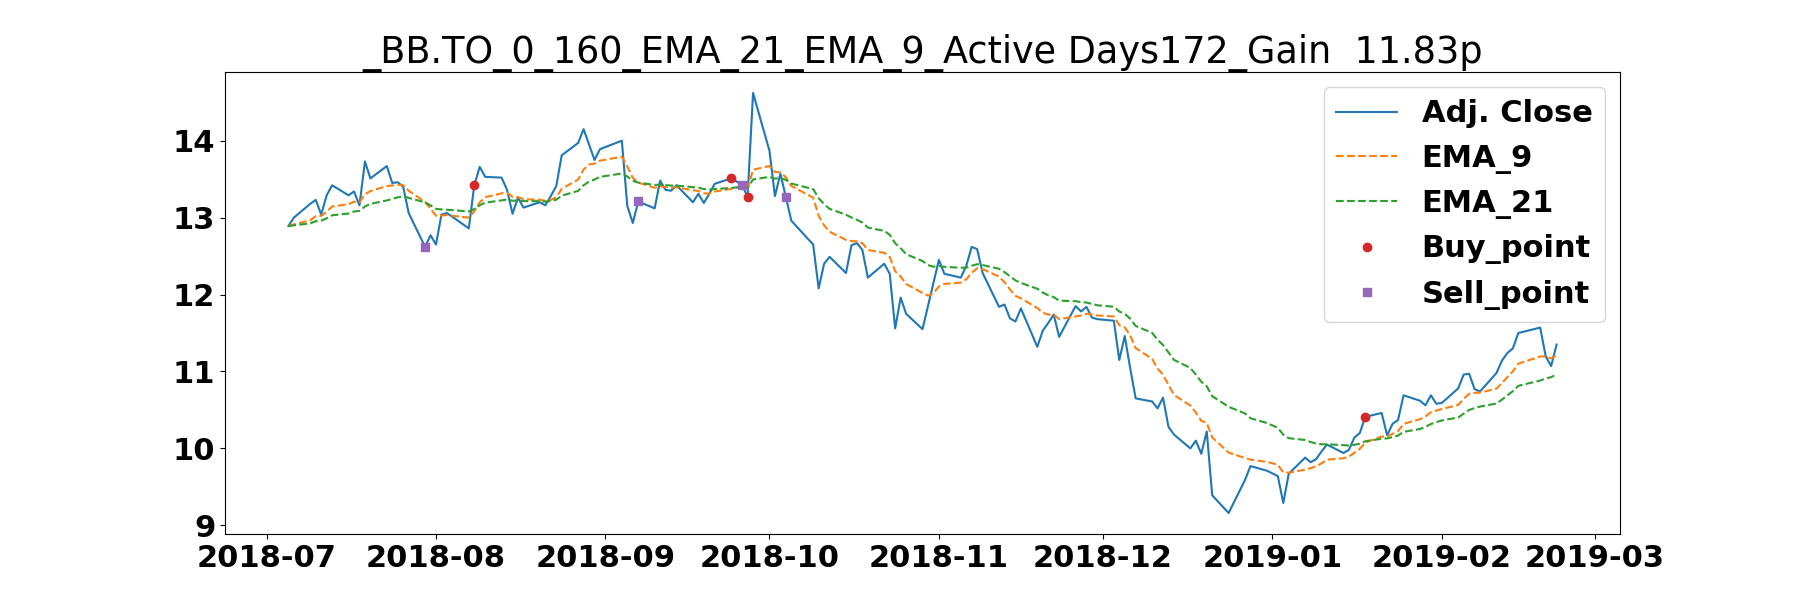 _BB.TO_0_160_EMA_21_EMA_9_Active Days172_Gain  11.83p
Adj. Close
EMA_9
EMA_21
Buy_point
Sell_point
14
13
12
11
10
9
2018-07 2018-08 2018-09 2018-10 2018-11 2018-12 2019-01 2019-02 2019-03